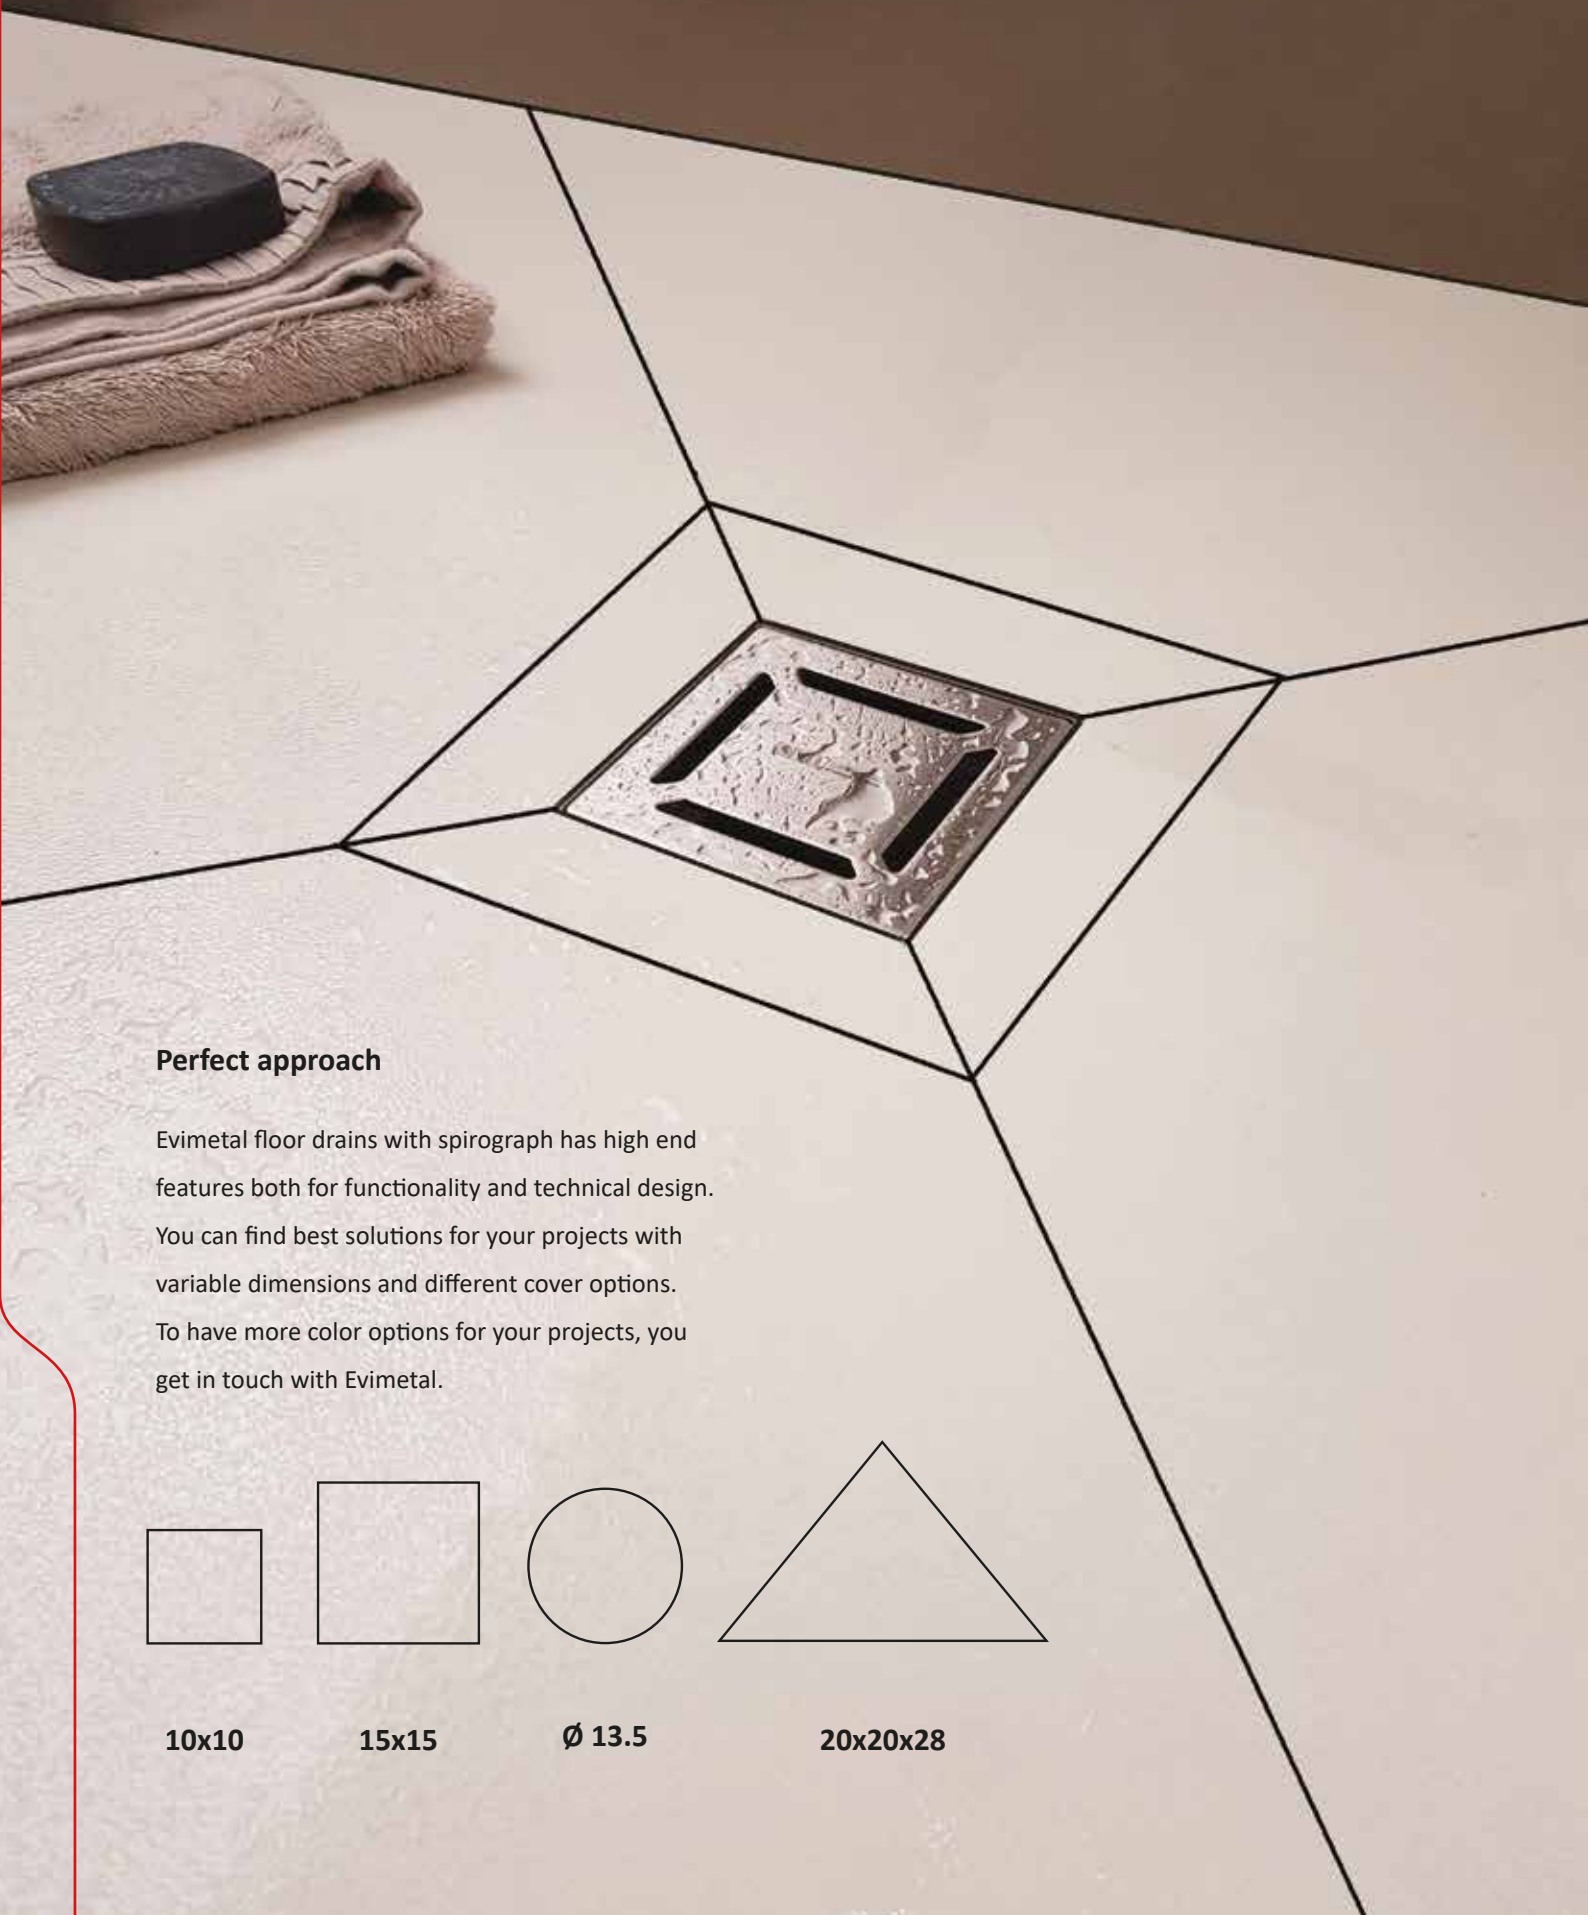 Perfect approach
Evimetal floor drains with spirograph has high end
features both for functionality and technical design.
You can find best solutions for your projects with
variable dimensions and different cover options.
To have more color options for your projects, you
get in touch with Evimetal.
10x10
15x15
Ø 13.5
20x20x28